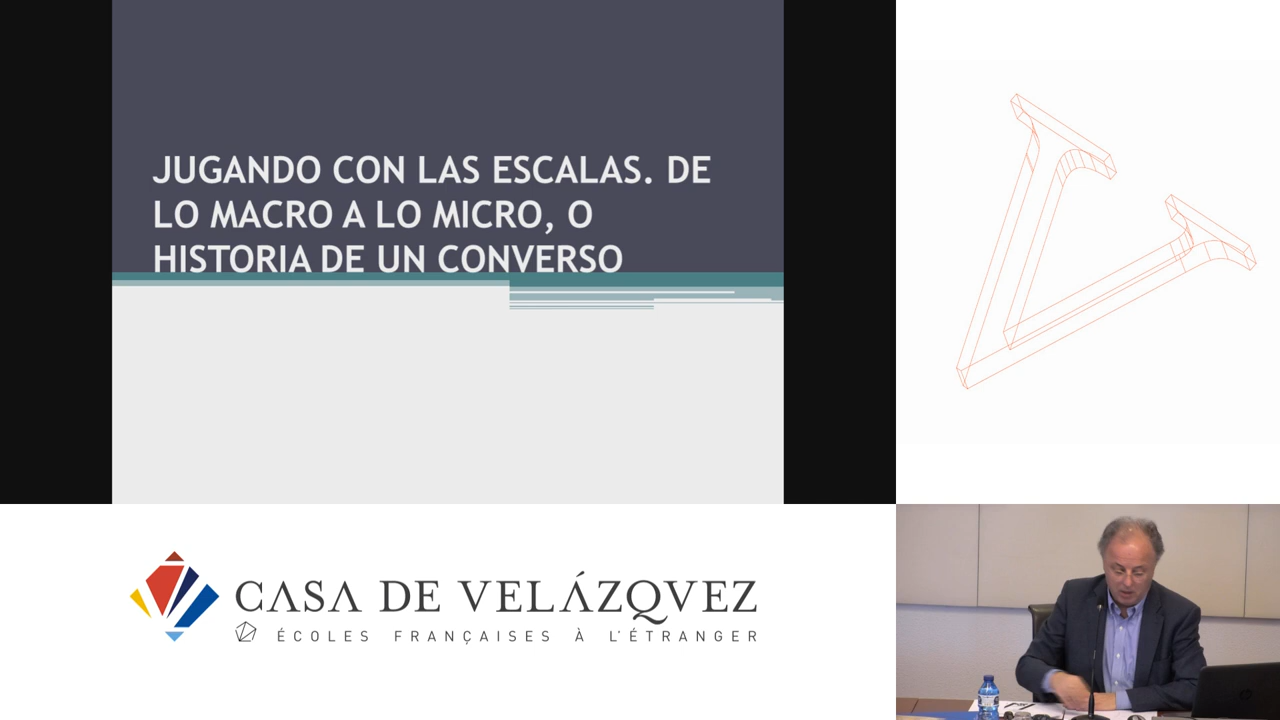 JUGANDO CON LAS ESCALAS. DE
LO MACRO A LO MICRO, O
HISTORIA DE UN CONVERSO
CASA DE VELÁZQVEZ
ÉCOLES FRANÇAISES À L'ÉTRANGER